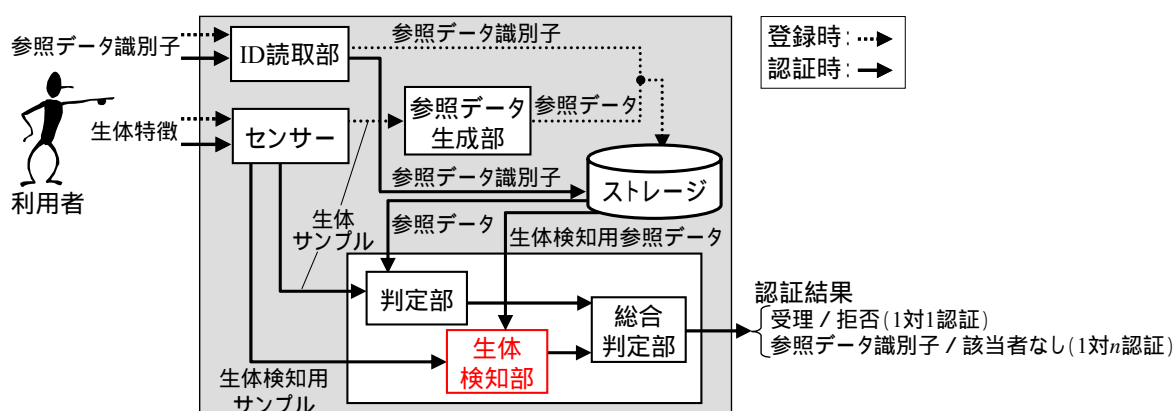 参照データ識別子
生体特徴
利用者
ID読取部
センサー
参照データ識別子
参照データ
生成部
参照データ
参照データ識別子
ストレージ
生体
サンプル
参照データ
生体検知用参照データ
判定部
生体
検知部
総合
判定部
生体検知用
サンプル
登録時:
認証時:
認証結果
受理/拒否(1対1認証)
参照データ識別子/該当者なし(1対n認証)